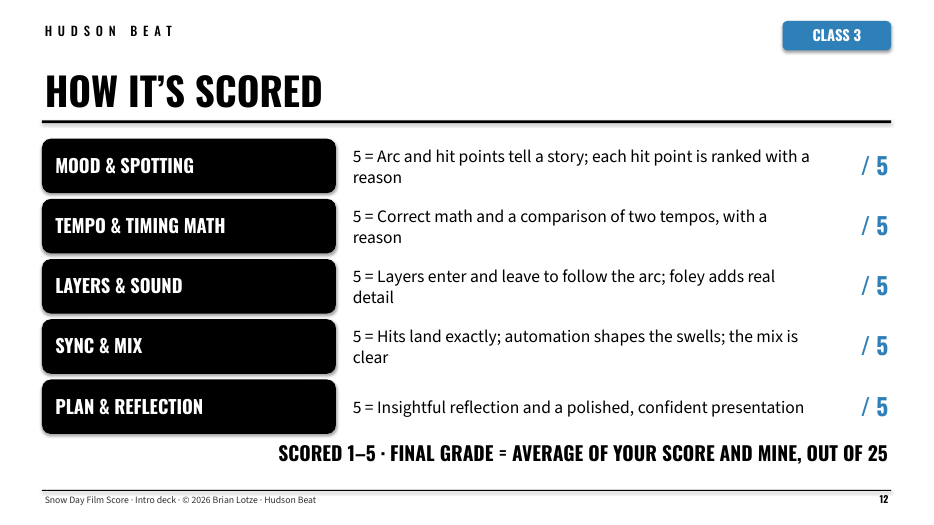 HUDSON BEAT
CLASS 3
HOW IT’S SCORED
MOOD & SPOTTING
5 = Arc and hit points tell a story; each hit point is ranked with a
reason
/ 5
TEMPO & TIMING MATH
5 = Correct math and a comparison of two tempos, with a
reason
/ 5
LAYERS & SOUND
5 = Layers enter and leave to follow the arc; foley adds real
detail
/ 5
SYNC & MIX
5 = Hits land exactly; automation shapes the swells; the mix is
clear
/ 5
PLAN & REFLECTION
5 = Insightful reflection and a polished, confident presentation
/ 5
SCORED 1–5 · FINAL GRADE = AVERAGE OF YOUR SCORE AND MINE, OUT OF 25
Snow Day Film Score · Intro deck · © 2026 Brian Lotze · Hudson Beat
12